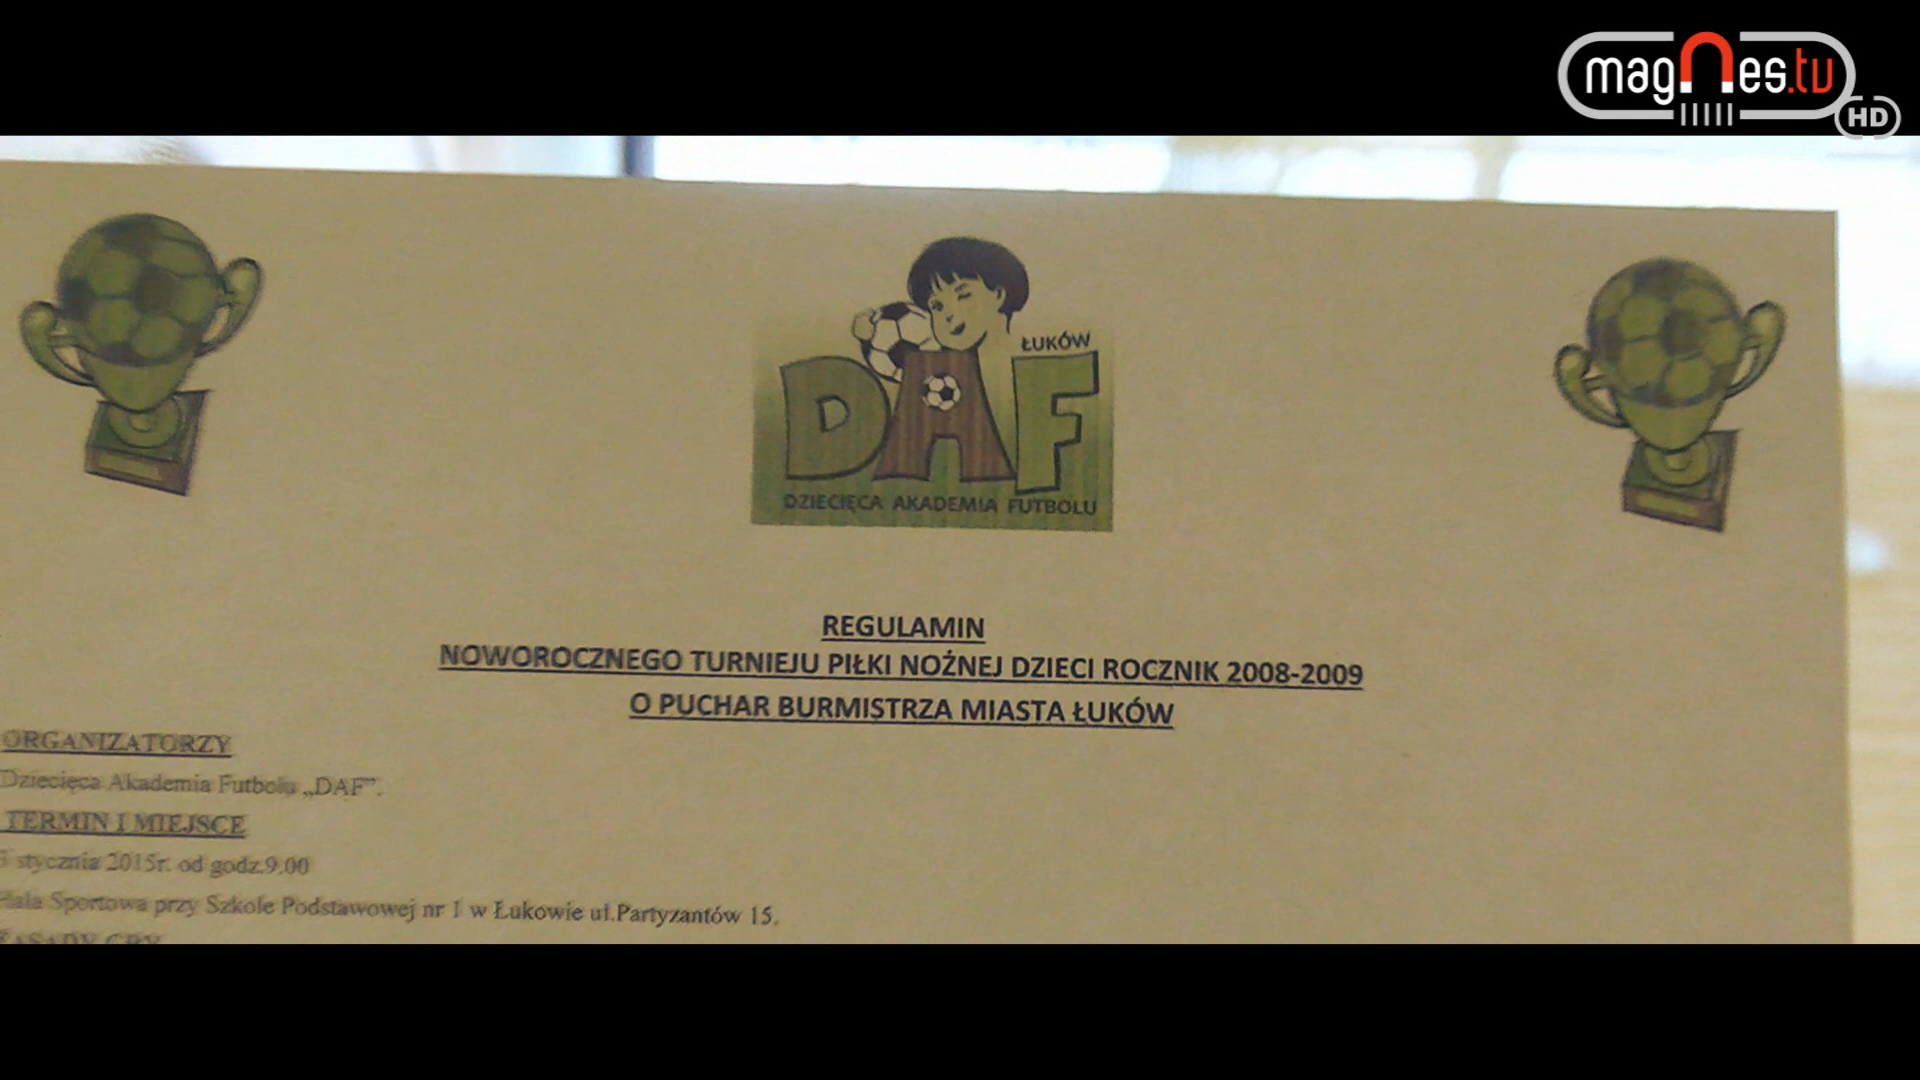 magnes.tv
HD
ŁUKÓW
DAF
DZIECIĘCA AKADEMIA FUTBOLU
REGULAMIN
NOWOROCZNEGO TURNIEJU PIŁKI NOŻNEJ DZIECI ROCZNIK 2008-2009
O PUCHAR BURMISTRZA MIASTA ŁUKÓW
ORGANIZATORZY
Dziecięca Akademia Futbolu „DAF”.
TERMIN I MIEJSCE
stycznia 2015r. od godz.9.00
Hala Sportowa przy Szkole Podstawowej nr 1 w Łukowie ul.Partyzantów 15.